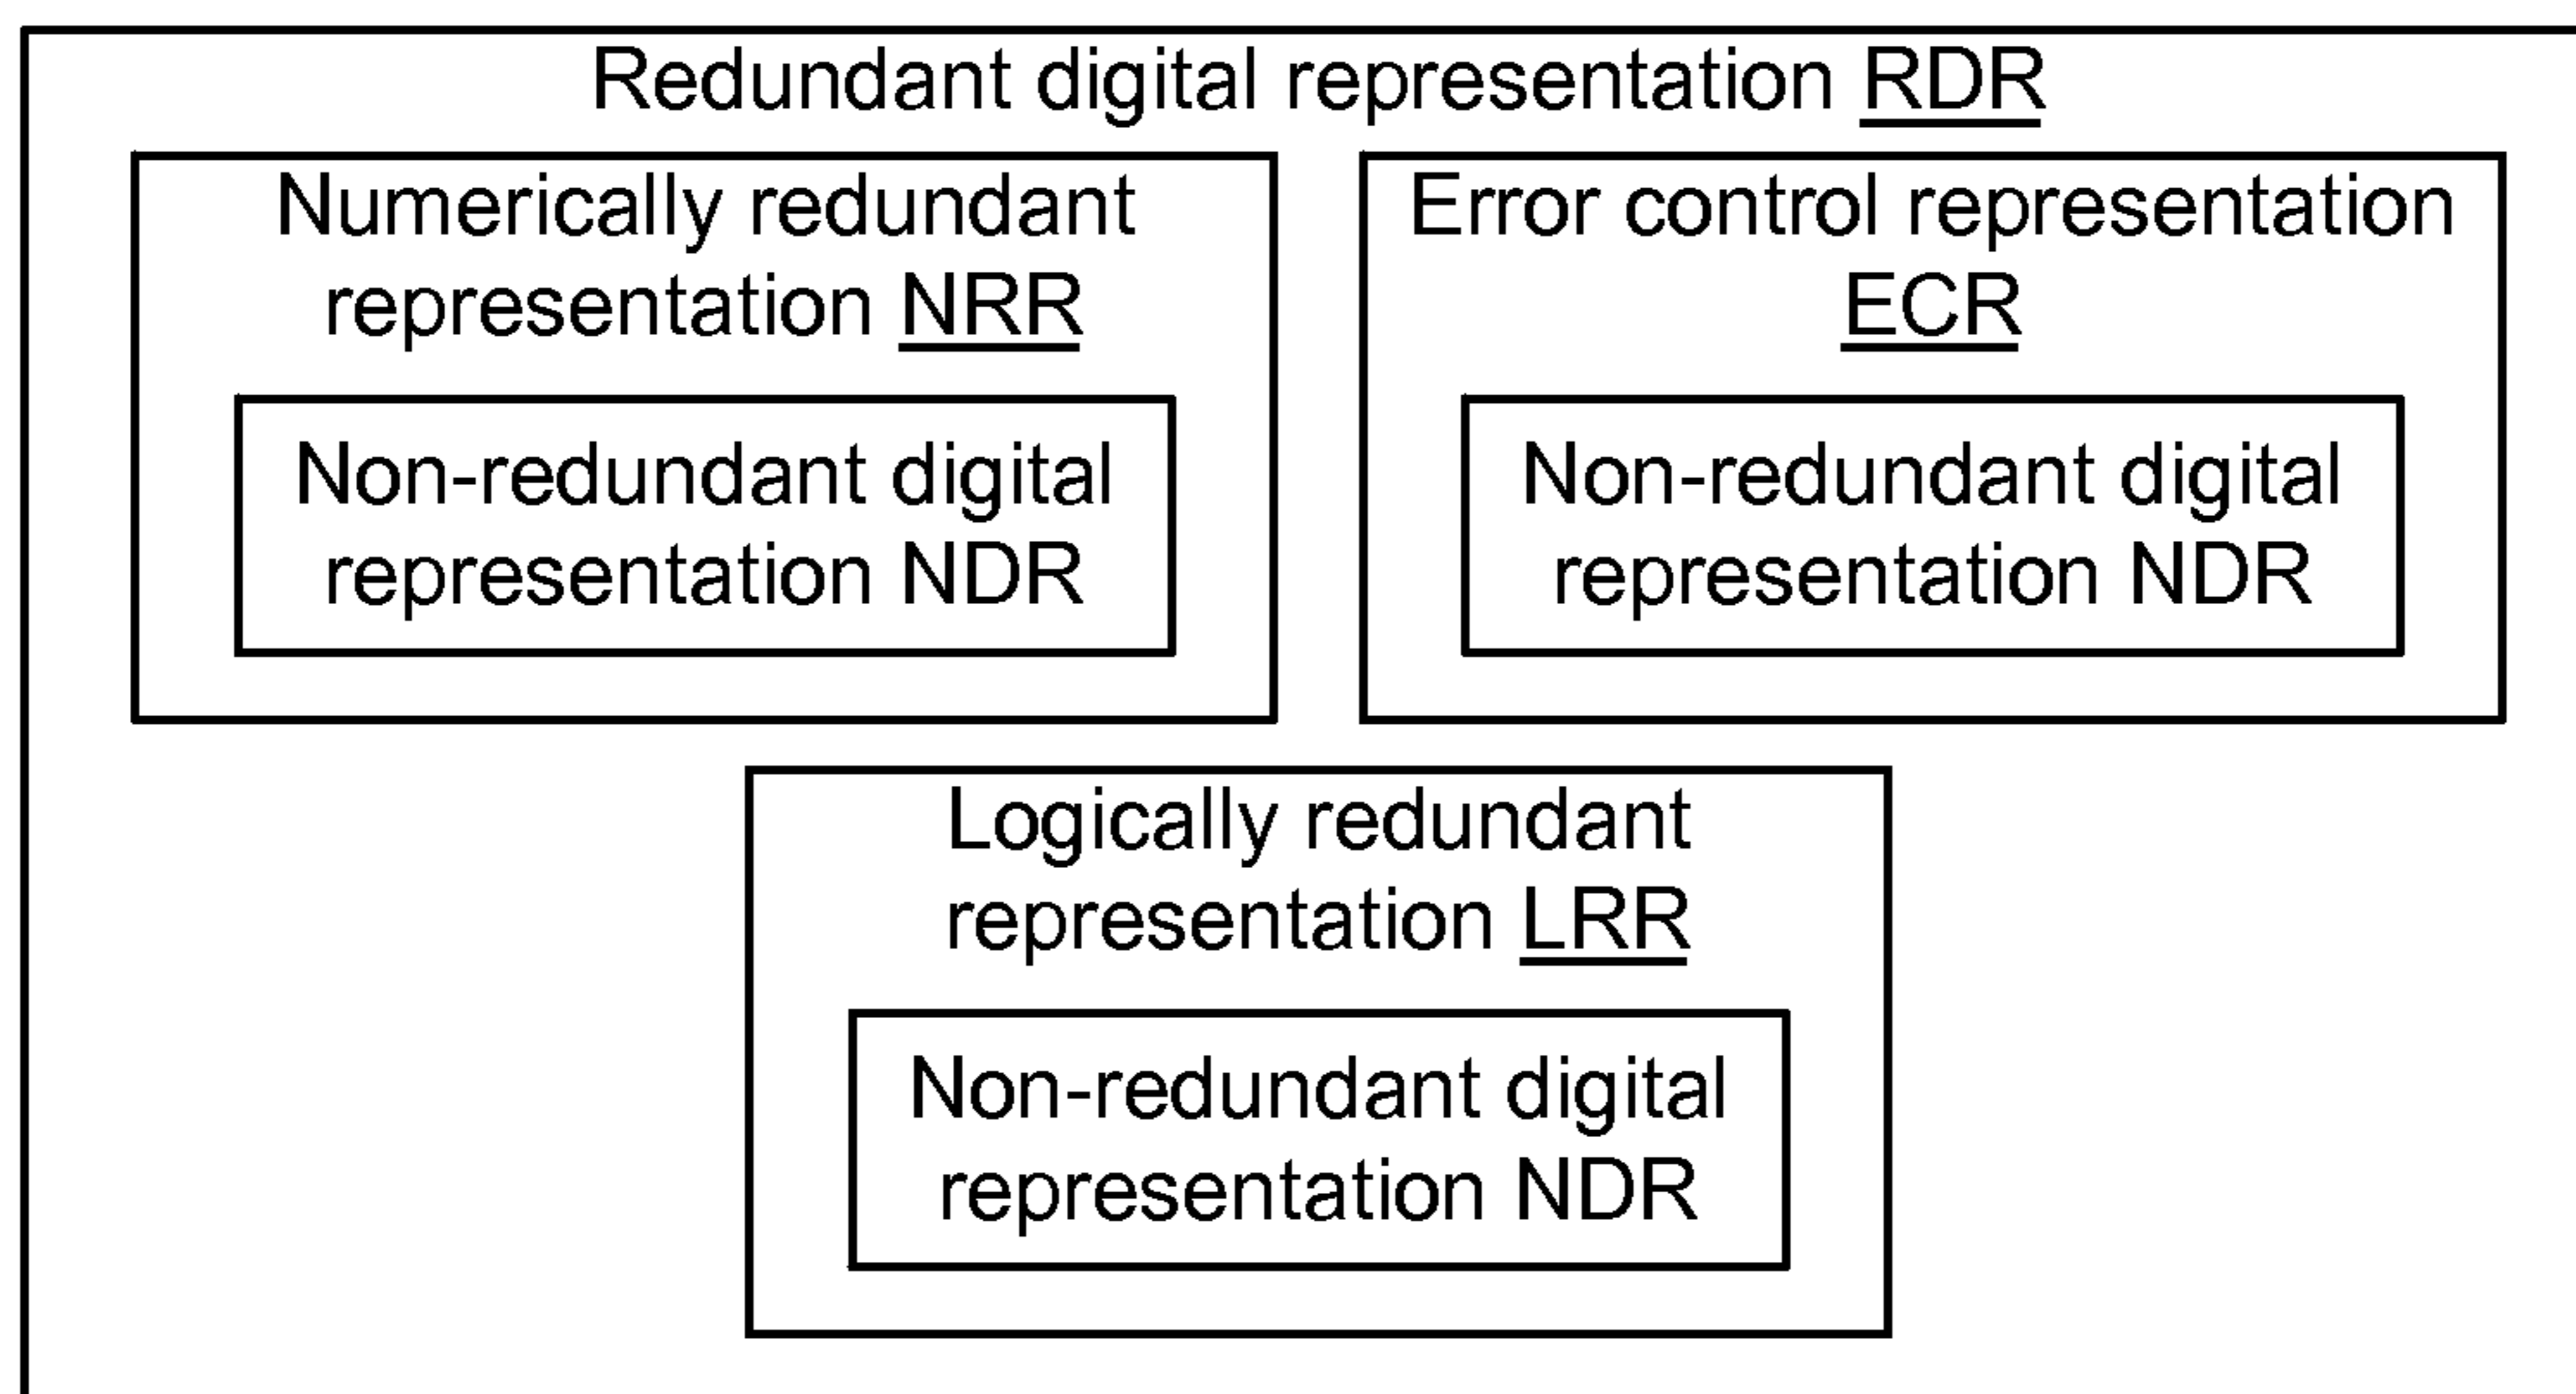 Redundant digital representation RDR
Numerically redundant
representation NRR
Non-redundant digital
representation NDR
Error control representation
ECR
Non-redundant digital
representation NDR
Logically redundant
representation LRR
Non-redundant digital
representation NDR